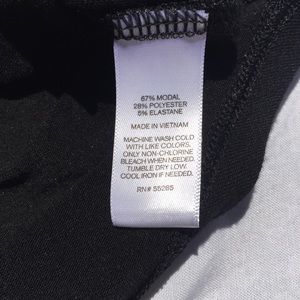 67% MODAL
28% POLYESTER
5% ELASTANE
MADE IN VIETNAM
MACHINE WASH COLD
WITH LIKE COLORS.
ONLY NON-CHLORINE
BLEACH WHEN NEEDED.
TUMBLE DRY LOW.
COOL IRON IF NEEDED.
RN# 55285